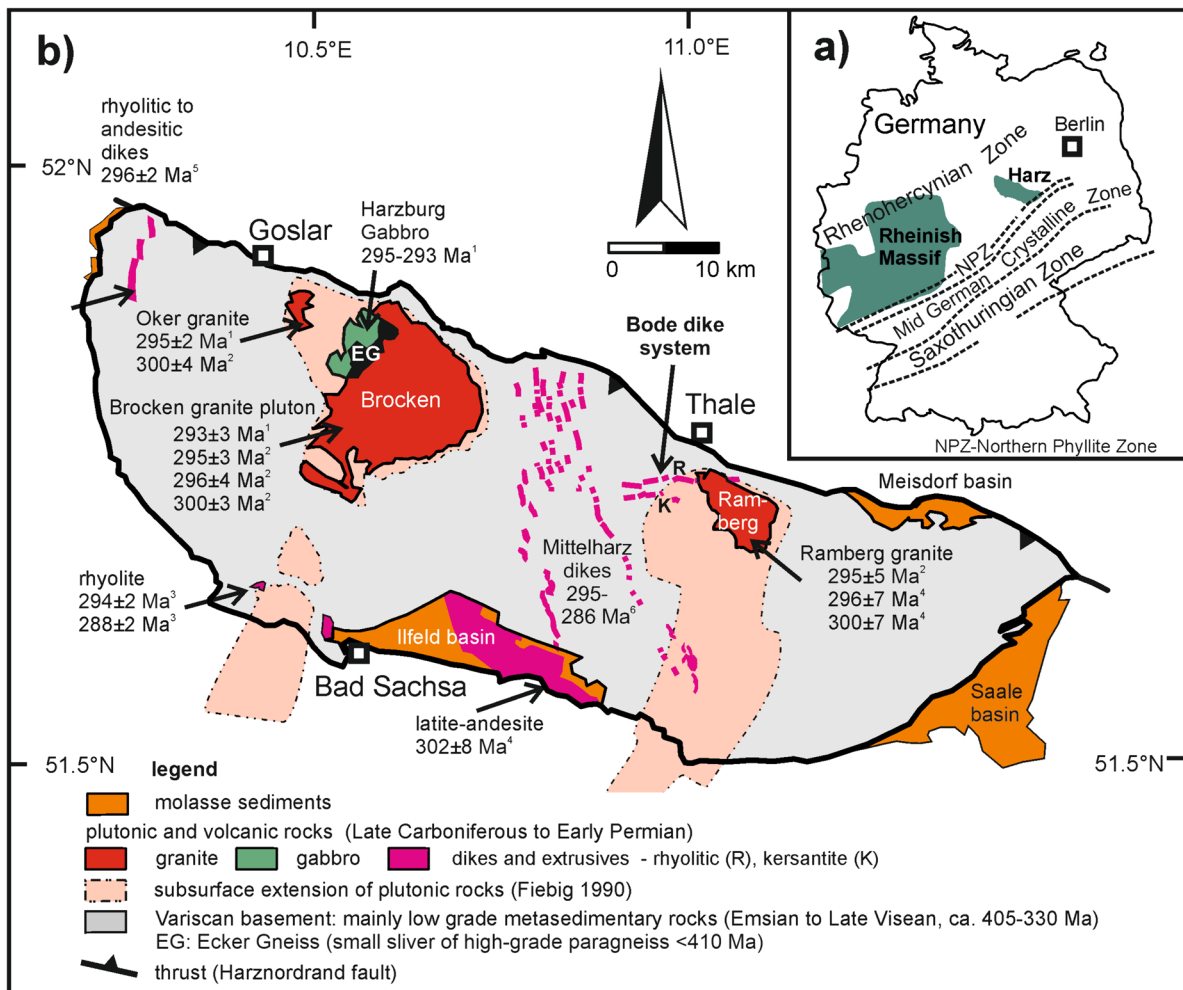 b)
10.5°E
11.0°E
52°N
rhyolitic to
andesitic
dikes
296±2 Ma⁵
Goslar
Harzburg
Gabbro
295-293 Ma¹
0 10 km
Oker granite
295±2 Ma¹
300±4 Ma²
EG
Brocken
Brocken granite pluton
293±3 Ma¹
295±3 Ma²
296±4 Ma²
300±3 Ma²
Bode dike
system
Thale
R
K
Ram-
berg
Meisdorf basin
Mittelharz
dikes
295-
286 Ma⁶
Ramberg granite
295±5 Ma²
296±7 Ma⁴
300±7 Ma⁴
rhyolite
294±2 Ma³
288±2 Ma³
Ilfeld basin
Bad Sachsa
latite-andesite
302±8 Ma⁴
Saale
basin
51.5°N
51.5°N
a)
Germany
Berlin
Harz
Rhenohercynian Zone
Rheinish
Massif
NPZ
Mid German Crystalline Zone
Saxothuringian Zone
NPZ-Northern Phyllite Zone
legend
molasse sediments
plutonic and volcanic rocks (Late Carboniferous to Early Permian)
granite gabbro dikes and extrusives - rhyolitic (R), kersantite (K)
subsurface extension of plutonic rocks (Fiebig 1990)
Variscan basement: mainly low grade metasedimentary rocks (Emsian to Late Visean, ca. 405-330 Ma)
EG: Ecker Gneiss (small sliver of high-grade paragneiss <410 Ma)
thrust (Harznordrand fault)